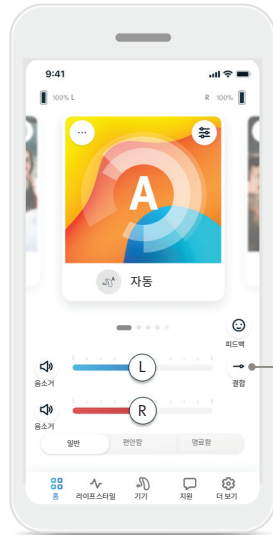 9:41
100% L
R 100%
A
자동
피드백
L
음소거
결합
R
음소거
일반 편안함 명료함
홈 라이프스타일 기기 지원 더 보기